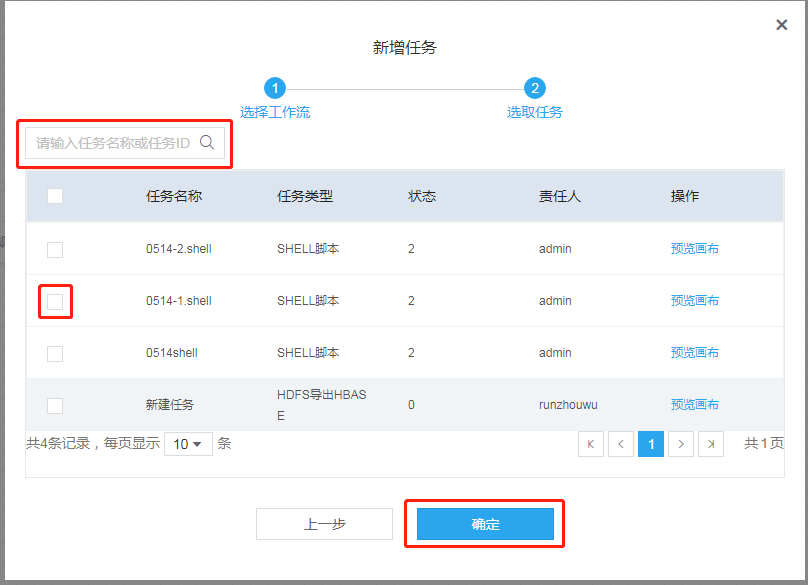 新增任务
1 2
选择工作流 选取任务
请输入任务名称或任务ID
任务名称 任务类型 状态 责任人 操作
0514-2.shell SHELL脚本 2 admin 预览画布
0514-1.shell SHELL脚本 2 admin 预览画布
0514shell SHELL脚本 2 admin 预览画布
新建任务 HDFS导出HBAS
E 0 runzhouwu 预览画布
共4条记录，每页显示 10 条 1 共1页
上一步 确定